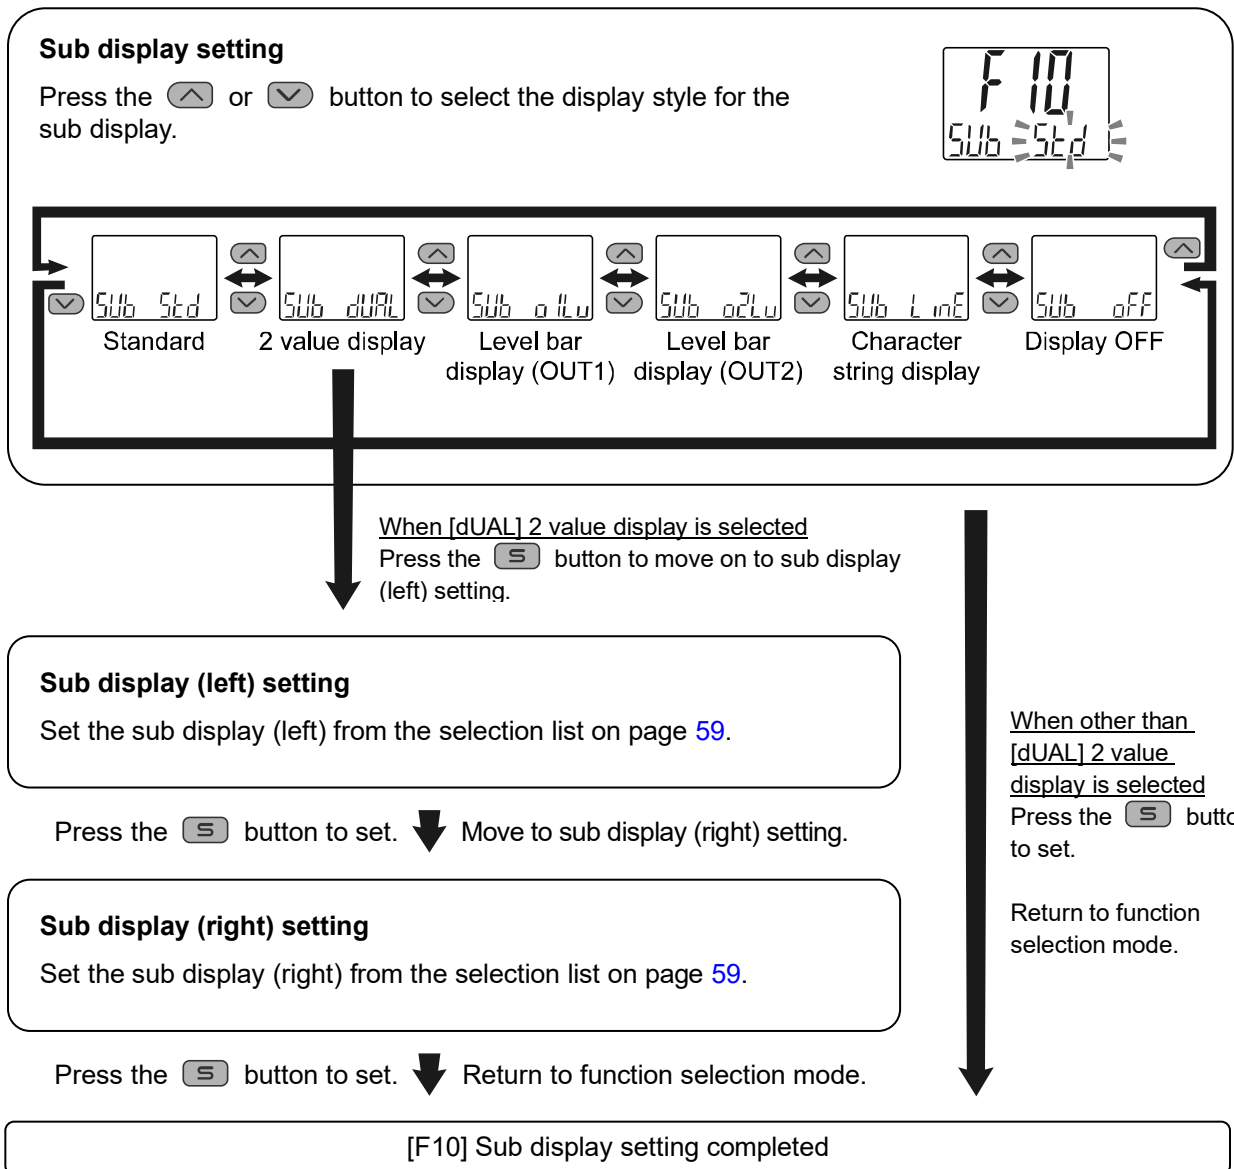 Sub display setting
Press the or button to select the display style for the
sub display.
F 10
SUb Std
SUb Std
SUb dUAL
SUb o1Lv
SUb o2Lv
SUb LinE
SUb oFF
Standard
2 value display
Level bar
display (OUT1)
Level bar
display (OUT2)
Character
string display
Display OFF
When [dUAL] 2 value display is selected
Press the S button to move on to sub display
(left) setting.
Sub display (left) setting
Set the sub display (left) from the selection list on page 59.
Press the S button to set. Move to sub display (right) setting.
When other than
[dUAL] 2 value
display is selected
Press the S butto
to set.
Return to function
selection mode.
Sub display (right) setting
Set the sub display (right) from the selection list on page 59.
Press the S button to set. Return to function selection mode.
[F10] Sub display setting completed